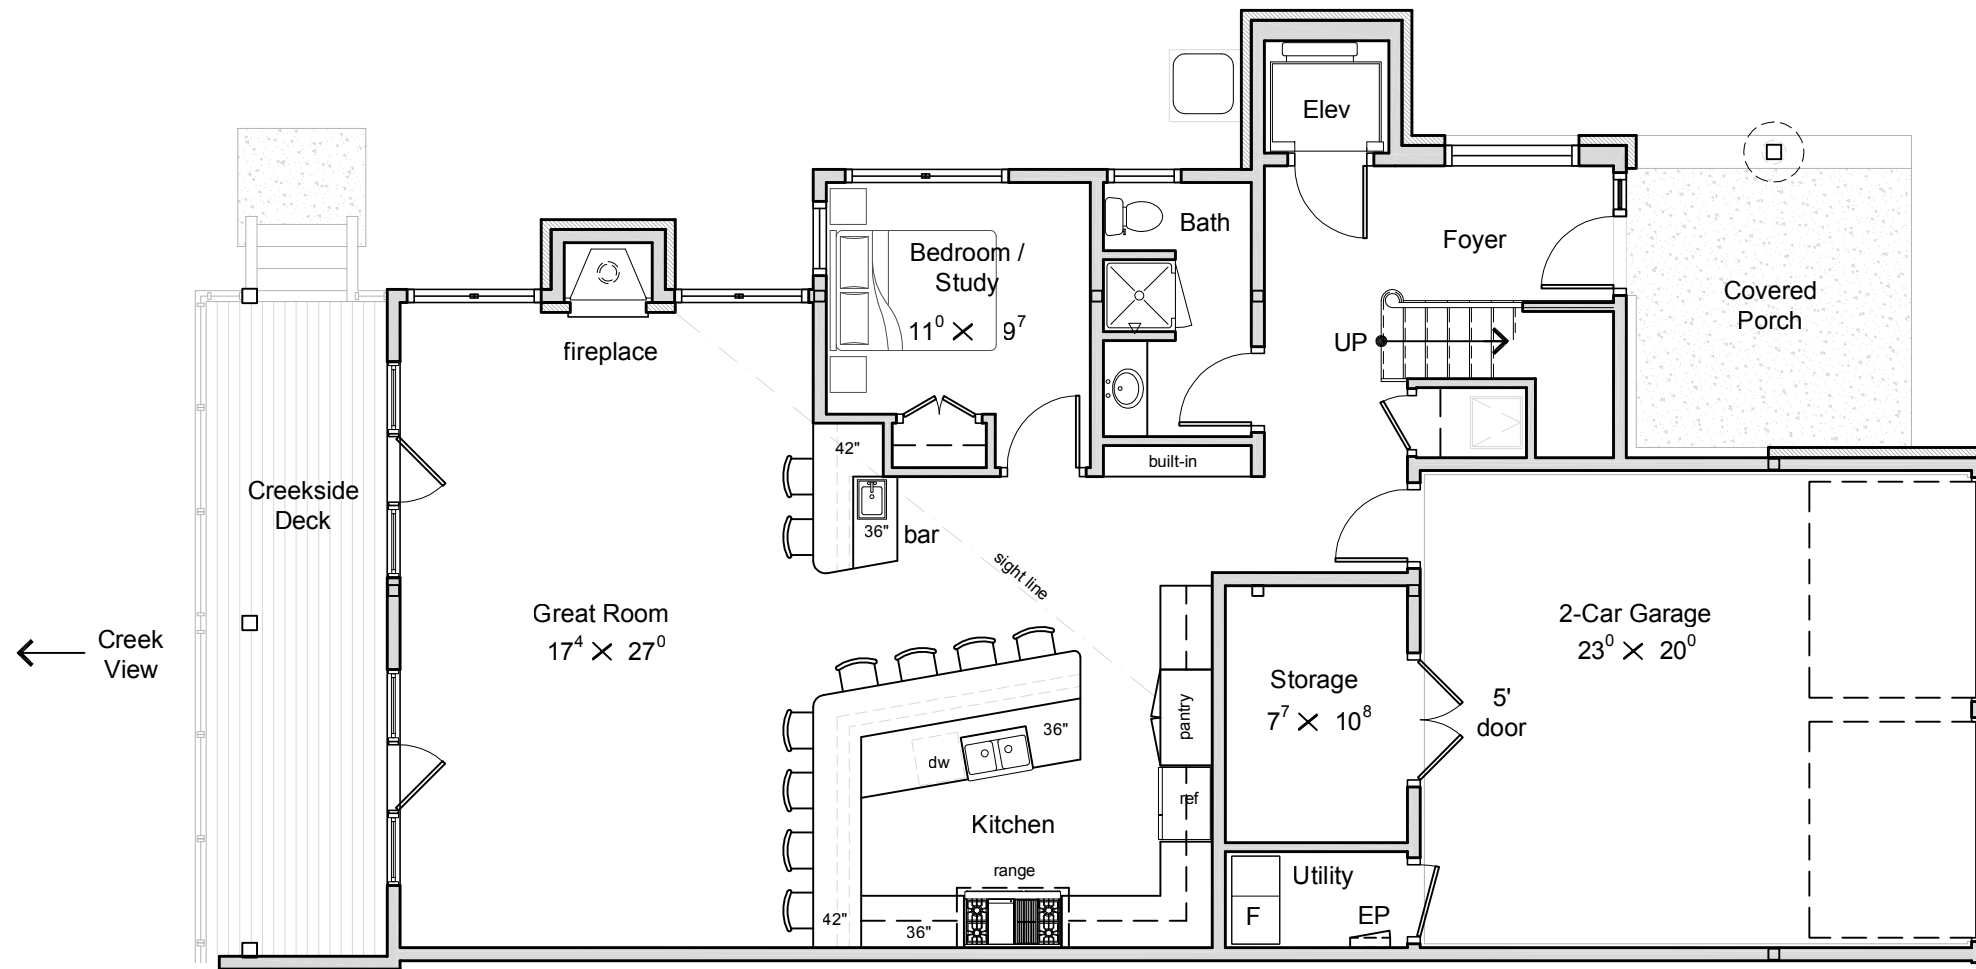 Elev
Bath
Foyer
Bedroom /
Study
11⁰ X 9⁷
Covered
Porch
fireplace
UP
42"
built-in
Creekside
Deck
36"
bar
sight line
Great Room
17⁴ X 27⁰
2-Car Garage
23⁰ X 20⁰
Creek
View
Storage
7⁷ X 10⁸
5'
door
pantry
36"
dw
ref
Kitchen
range
Utility
F
EP
42"
36"